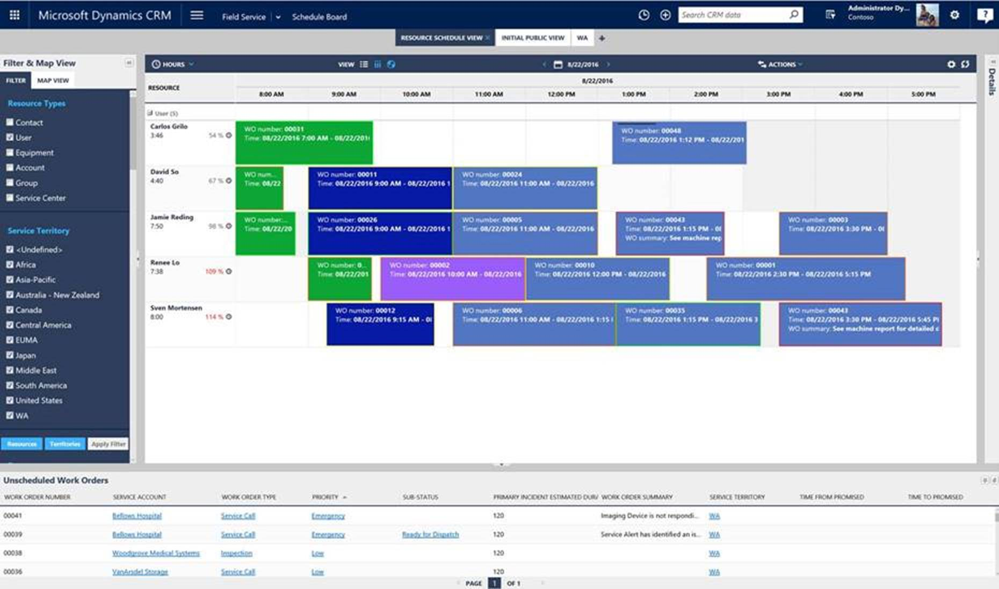 Microsoft Dynamics CRM
Field Service
Schedule Board
Search CRM data
Administrator Dy...
Contoso
?
RESOURCE SCHEDULE VIEW ×
INITIAL PUBLIC VIEW
WA
+
Filter & Map View
FILTER
MAP VIEW
Resource Types
Contact
User
Equipment
Account
Group
Service Center
Service Territory
<Undefined>
Africa
Asia-Pacific
Australia - New Zealand
Canada
Central America
EUMA
Japan
Middle East
South America
United States
WA
Resources
Territories
Apply Filter
HOURS
VIEW
8/22/2016
ACTIONS
Details
RESOURCE
8/22/2016
8:00 AM
9:00 AM
10:00 AM
11:00 AM
12:00 PM
1:00 PM
2:00 PM
3:00 PM
4:00 PM
5:00 PM
User (5)
Carlos Grilo
3:46
54 %
WO number: 00031
Time: 08/22/2016 7:00 AM - 08/22/201
WO number: 00048
Time: 08/22/2016 1:12 PM - 08/22/201
David So
4:40
67 %
WO num...
Time: 08/22
WO number: 00011
Time: 08/22/2016 9:00 AM - 08/22/2016 1
WO number: 00024
Time: 08/22/2016 11:00 AM - 08/22/2016
Jamie Reding
7:50
98 %
WO number:...
Time: 08/22/20
WO number: 00026
Time: 08/22/2016 9:00 AM - 08/22/2016 1
WO number: 00005
Time: 08/22/2016 11:00 AM - 08/22/2016
WO number: 00043
Time: 08/22/2016 1:15 PM - 0
WO summary: See machine rep
WO number: 00003
Time: 08/22/2016 3:30 PM - 0
Renee Lo
7:38
109 %
WO number: 0...
Time: 08/22/201
WO number: 00002
Time: 08/22/2016 10:00 AM - 08/22/2016
WO number: 00010
Time: 08/22/2016 12:00 PM - 08/22/2016
WO number: 00001
Time: 08/22/2016 2:30 PM - 08/22/2016 5:15 PM
Sven Mortensen
8:00
114 %
WO number: 00012
Time: 08/22/2016 9:15 AM - 0
WO number: 00006
Time: 08/22/2016 11:00 AM - 08/22/2016 1:15
WO number: 00035
Time: 08/22/2016 1:15 PM - 08/22/2016 3
WO number: 00043
Time: 08/22/2016 3:30 PM - 08/22/2016 5:45 P
WO summary: See machine report for detailed
Unscheduled Work Orders
WORK ORDER NUMBER SERVICE ACCOUNT WORK ORDER TYPE PRIORITY SUB-STATUS PRIMARY INCIDENT ESTIMATED DUR WORK ORDER SUMMARY SERVICE TERRITORY TIME FROM PROMISED TIME TO PROMISED
00041 Bellows Hospital Service Call Emergency 120 Imaging Device is not respondi... WA
00039 Bellows Hospital Service Call Emergency Ready for Dispatch 120 Service Alert has identified an is... WA
00038 Woodgrove Medical Systems Inspection Low 120 WA
00036 VanArsdel Storage Service Call Low 120 WA
PAGE 1 OF 1